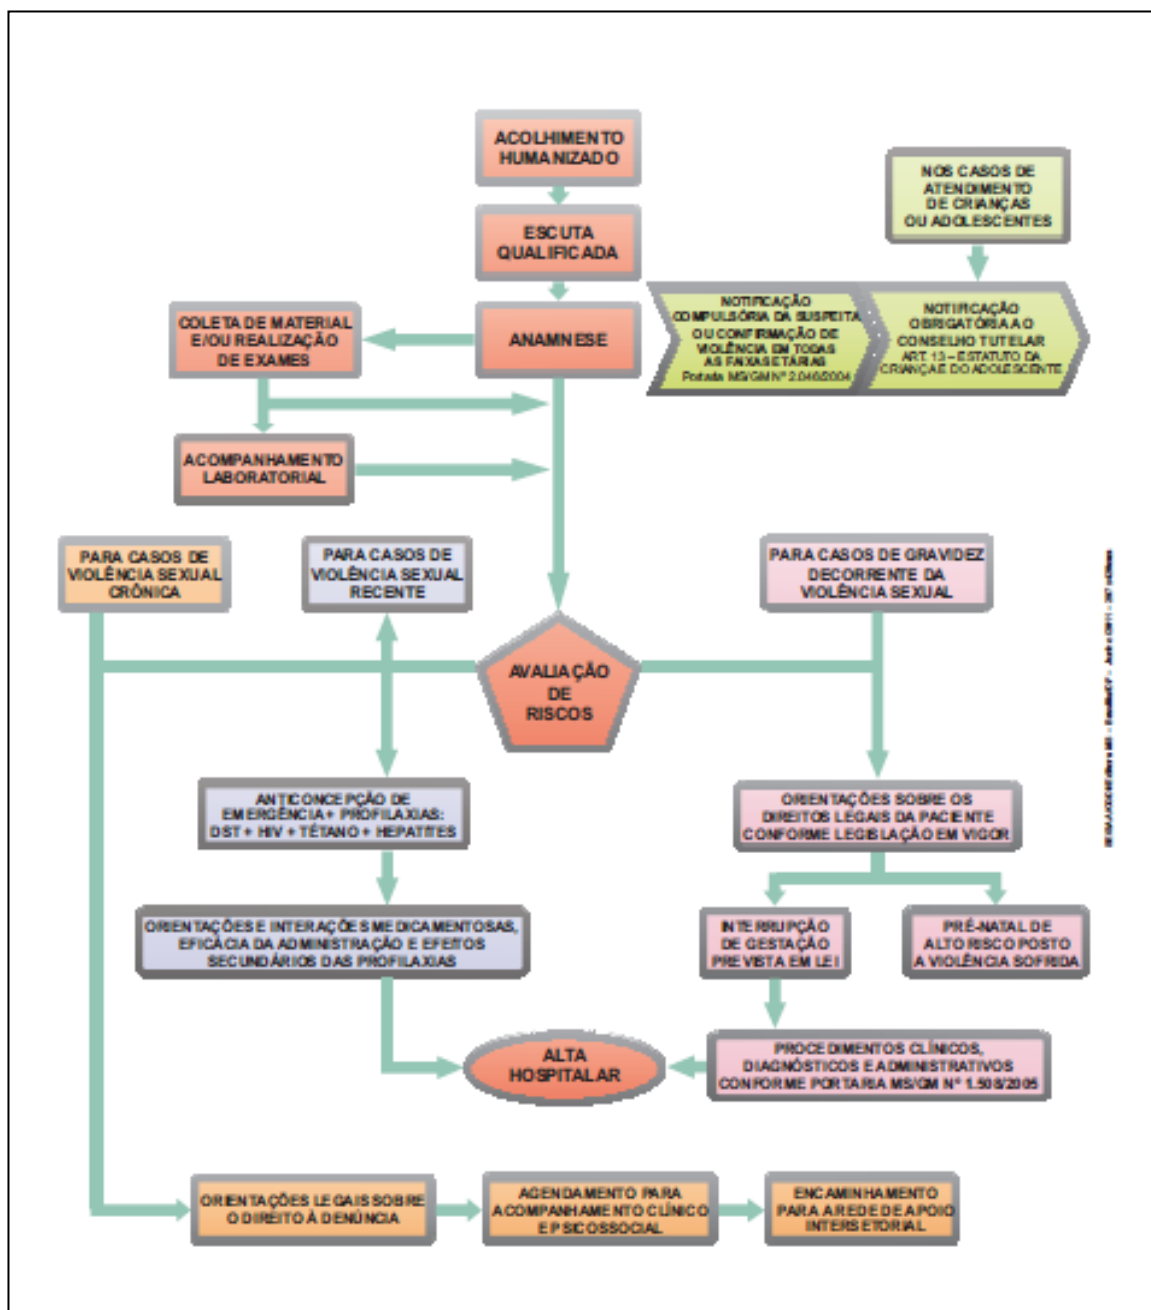 ACOLHIMENTO
HUMANIZADO
ESCUTA
QUALIFICADA
ANAMNESE
NOS CASOS DE
ATENDIMENTO
DE CRIANÇAS
OU ADOLESCENTES
NOTIFICAÇÃO
COMPULSÓRIA DA SUSPEITA
OU CONFIRMAÇÃO DE
VIOLÊNCIA EM TODAS
AS FAIXAS ETÁRIAS
Portaria MS/GM Nº
NOTIFICAÇÃO
OBRIGATÓRIA AO
CONSELHO TUTELAR
ART. 13 – ESTATUTO DA
CRIANÇA E DO ADOLESCENTE
COLETA DE MATERIAL
E/OU REALIZAÇÃO
DE EXAMES
ACOMPANHAMENTO
LABORATORIAL
PARA CASOS DE
VIOLÊNCIA SEXUAL
CRÔNICA
PARA CASOS DE
VIOLÊNCIA SEXUAL
RECENTE
PARA CASOS DE GRAVIDEZ
DECORRENTE DA
VIOLÊNCIA SEXUAL
AVALIAÇÃO
DE
RISCOS
ANTICONCEPÇÃO DE
EMERGÊNCIA + PROFILAXIAS:
DST + HIV + TÉTANO + HEPATITES
ORIENTAÇÕES SOBRE OS
DIREITOS LEGAIS DA PACIENTE
CONFORME LEGISLAÇÃO EM VIGOR
ORIENTAÇÕES E INTERAÇÕES MEDICAMENTOSAS,
EFICÁCIA DA ADMINISTRAÇÃO E EFEITOS
SECUNDÁRIOS DAS PROFILAXIAS
INTERRUPÇÃO
DE GESTAÇÃO
PREVISTA EM LEI
PRÉ-NATAL DE
ALTO RISCO POSTO
A VIOLÊNCIA SOFRIDA
ALTA
HOSPITALAR
PROCEDIMENTOS CLÍNICOS,
DIAGNÓSTICOS E ADMINISTRATIVOS
CONFORME PORTARIA MS/GM Nº 1.508/2005
ORIENTAÇÕES LEGAIS SOBRE
O DIREITO À DENÚNCIA
AGENDAMENTO PARA
ACOMPANHAMENTO CLÍNICO
E PSICOSSOCIAL
ENCAMINHAMENTO
PARA A REDE DE APOIO
INTERSETORIAL